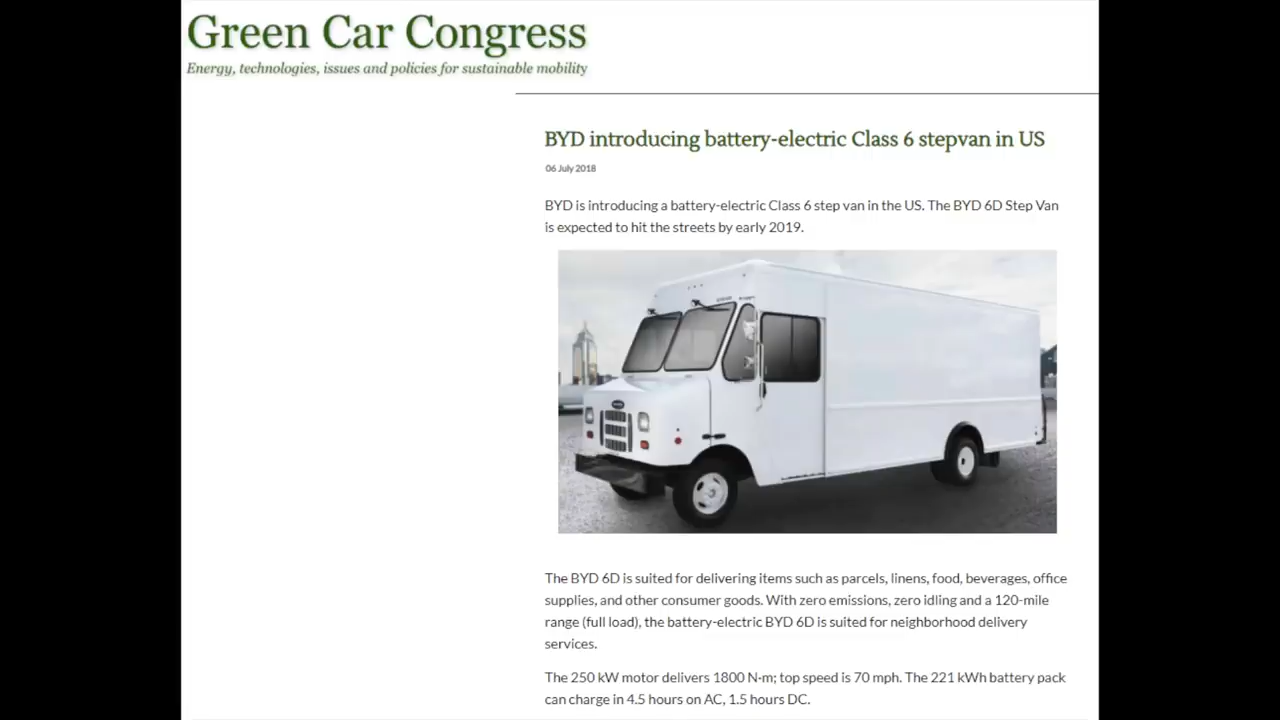 Green Car Congress
Energy, technologies, issues and policies for sustainable mobility
BYD introducing battery-electric Class 6 stepvan in US
06 July 2018
BYD is introducing a battery-electric Class 6 step van in the US. The BYD 6D Step Van
is expected to hit the streets by early 2019.
The BYD 6D is suited for delivering items such as parcels, linens, food, beverages, office
supplies, and other consumer goods. With zero emissions, zero idling and a 120-mile
range (full load), the battery-electric BYD 6D is suited for neighborhood delivery
services.
The 250 kW motor delivers 1800 N·m; top speed is 70 mph. The 221 kWh battery pack
can charge in 4.5 hours on AC, 1.5 hours DC.